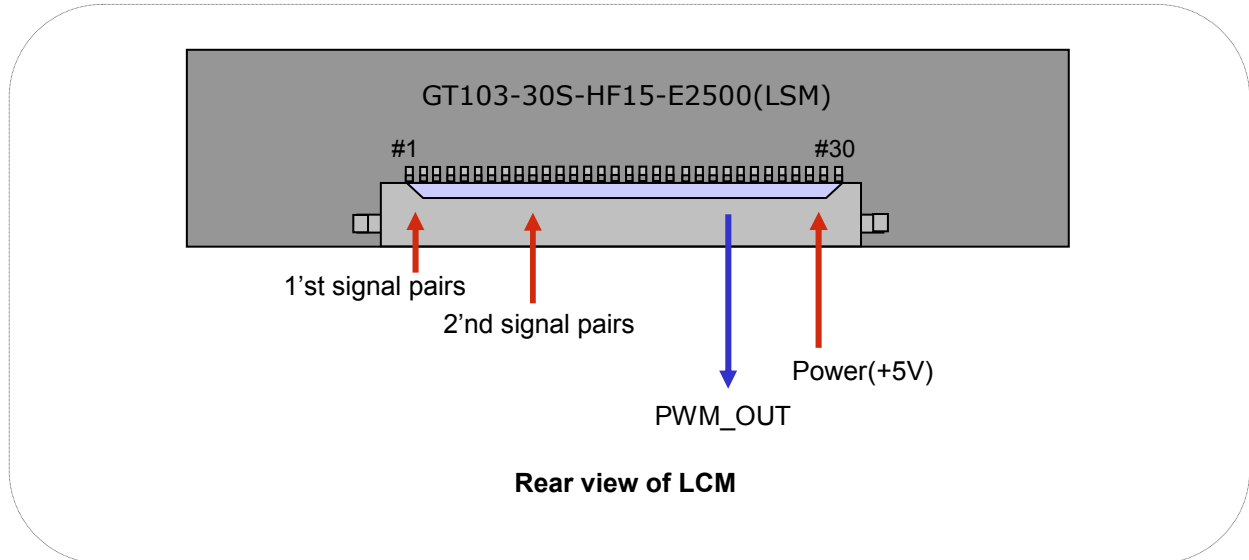 GT103-30S-HF15-E2500(LSM)
#1
#30
1’st signal pairs
2’nd signal pairs
Power(+5V)
PWM_OUT
Rear view of LCM